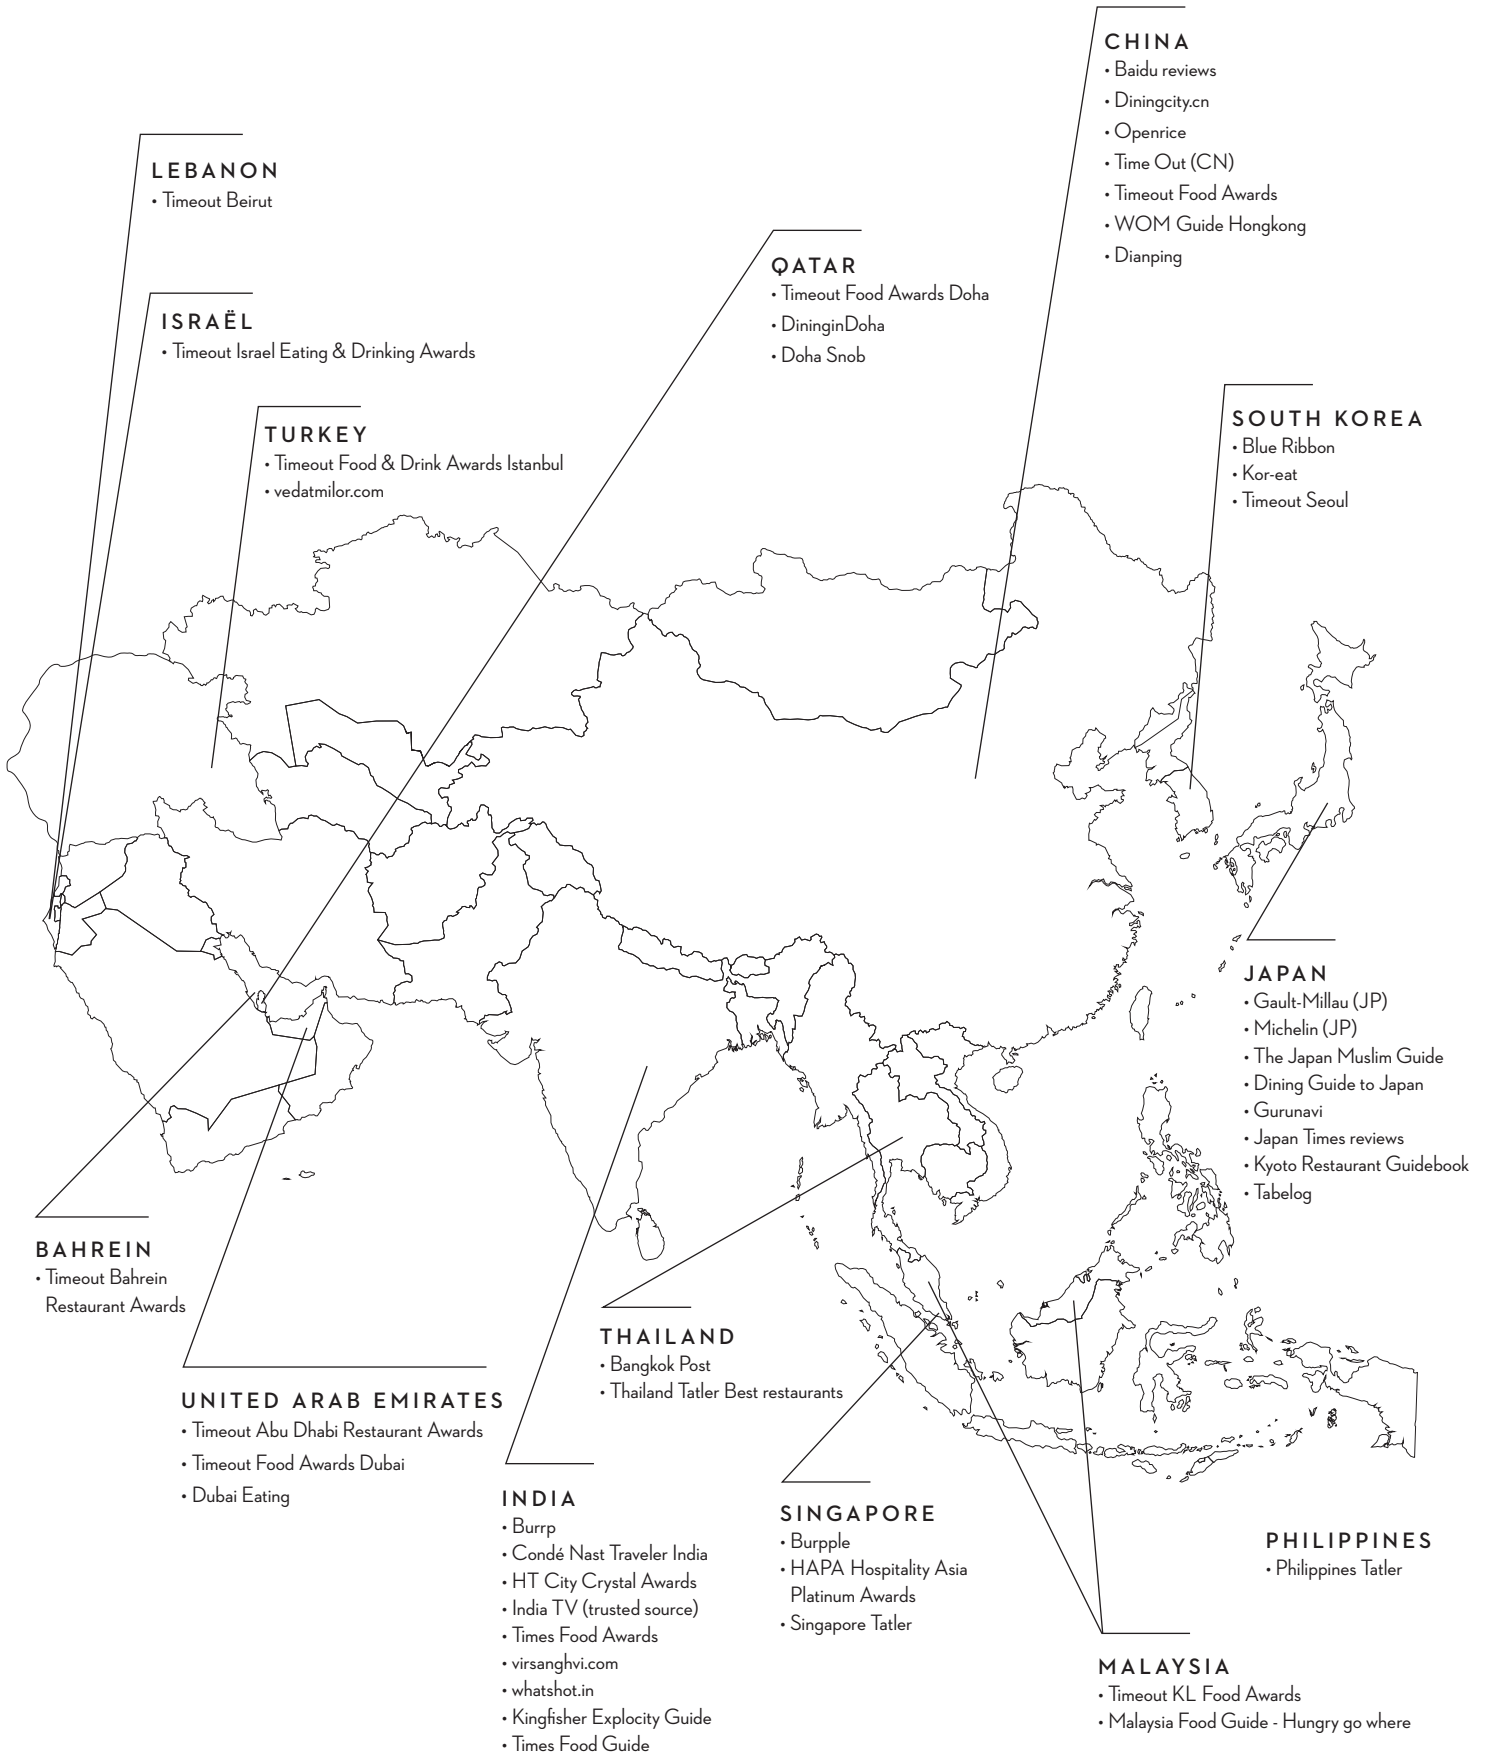 CHINA
• Baidu reviews
• Diningcity.cn
• Openrice
• Time Out (CN)
• Timeout Food Awards
• WOM Guide Hongkong
• Dianping
LEBANON
• Timeout Beirut
QATAR
• Timeout Food Awards Doha
• DininginDoha
• Doha Snob
ISRAËL
• Timeout Israel Eating & Drinking Awards
TURKEY
• Timeout Food & Drink Awards Istanbul
• vedatmilor.com
SOUTH KOREA
• Blue Ribbon
• Kor-eat
• Timeout Seoul
JAPAN
• Gault-Millau (JP)
• Michelin (JP)
• The Japan Muslim Guide
• Dining Guide to Japan
• Gurunavi
• Japan Times reviews
• Kyoto Restaurant Guidebook
• Tabelog
BAHREIN
• Timeout Bahrein
Restaurant Awards
THAILAND
• Bangkok Post
• Thailand Tatler Best restaurants
UNITED ARAB EMIRATES
• Timeout Abu Dhabi Restaurant Awards
• Timeout Food Awards Dubai
• Dubai Eating
INDIA
• Burrp
• Condé Nast Traveler India
• HT City Crystal Awards
• India TV (trusted source)
• Times Food Awards
• virsanghvi.com
• whatshot.in
• Kingfisher Explocity Guide
• Times Food Guide
SINGAPORE
• Burpple
• HAPA Hospitality Asia
Platinum Awards
• Singapore Tatler
PHILIPPINES
• Philippines Tatler
MALAYSIA
• Timeout KL Food Awards
• Malaysia Food Guide - Hungry go where